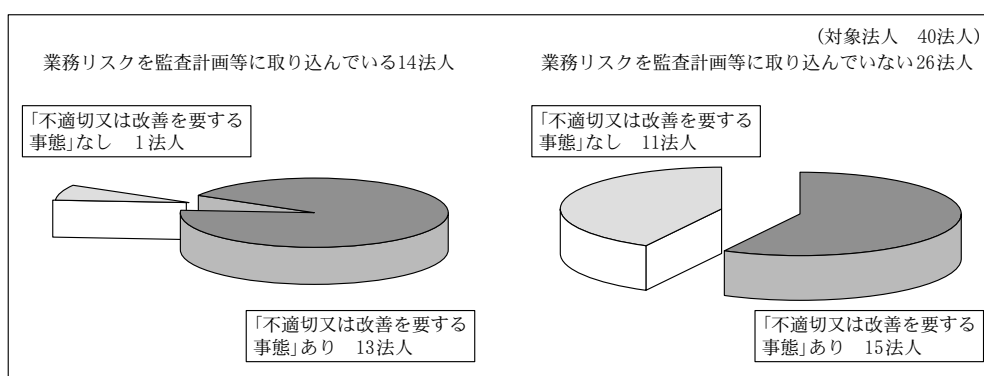 (対象法人　40法人)
業務リスクを監査計画等に取り込んでいる14法人
業務リスクを監査計画等に取り込んでいない26法人
「不適切又は改善を要する
事態」なし　1法人
「不適切又は改善を要する
事態」なし　11法人
「不適切又は改善を要する
事態」あり　13法人
「不適切又は改善を要する
事態」あり　15法人